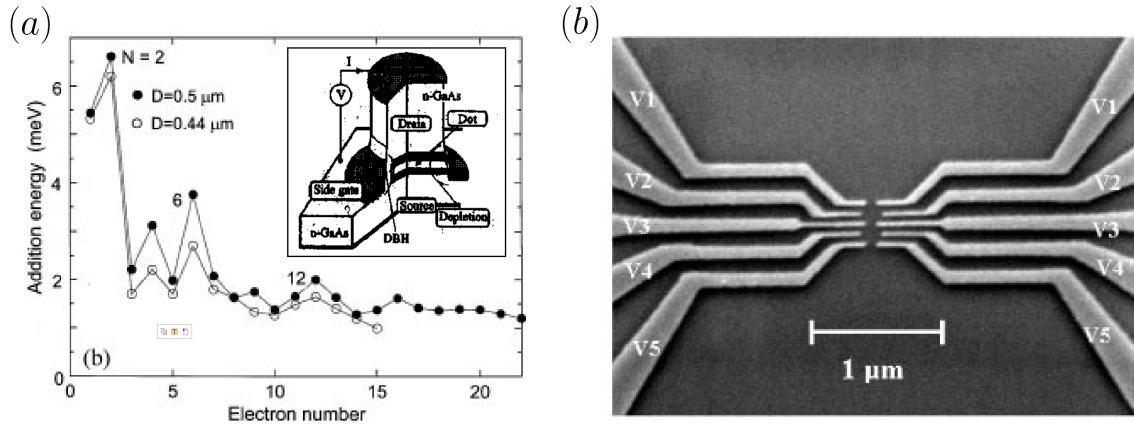 (a)
Addition energy (meV)
6
4
2
0
N = 2
D=0.5 μm
D=0.44 μm
6
12
(b)
0 5 10 15 20
Electron number
I
V
n-GaAs
Drain
Dot
Side gate
Source
Depletion
n-GaAs
DBH
(b)
V1 V1
V2 V2
V3 V3
V4 V4
V5 V5
1 μm